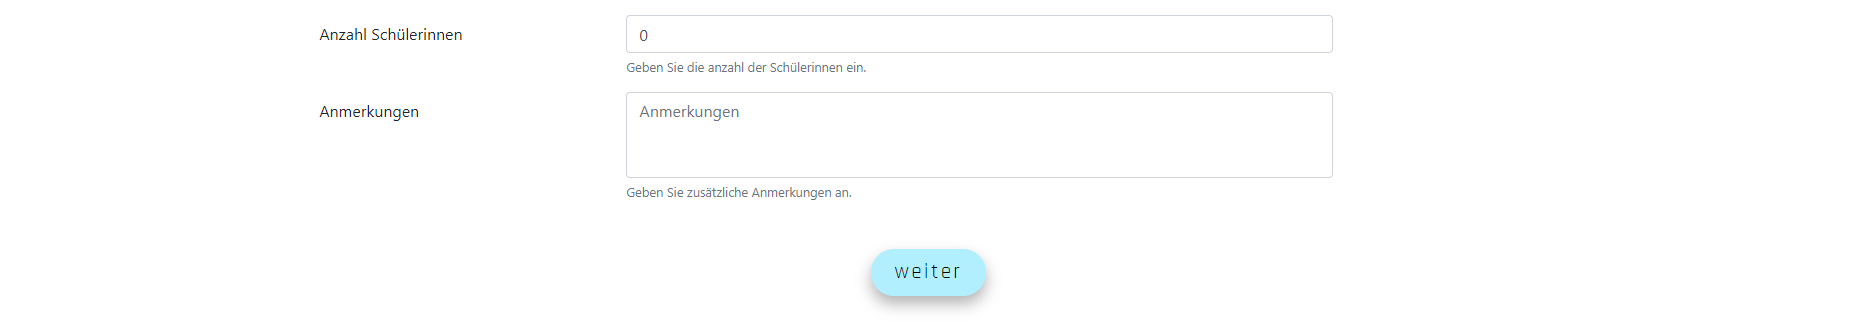 Anzahl Schülerinnen
0
Geben Sie die anzahl der Schülerinnen ein.
Anmerkungen
Anmerkungen
Geben Sie zusätzliche Anmerkungen an.
weiter